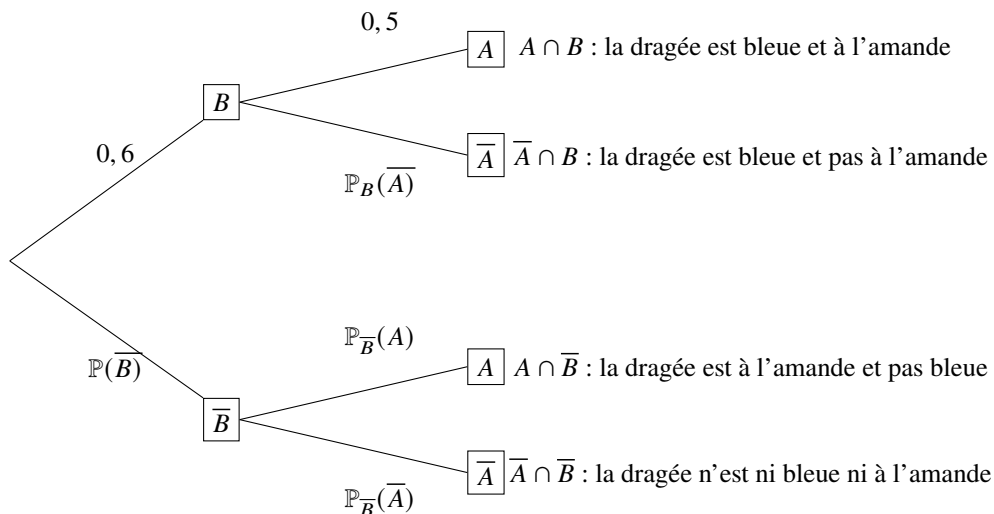 0,5
A A ∩ B : la dragée est bleue et à l'amande
B
0,6
A̅ A̅ ∩ B : la dragée est bleue et pas à l'amande
ℙ_B(A̅)
ℙ_B̅(A)
ℙ(B̅)
A A ∩ B̅ : la dragée est à l'amande et pas bleue
B̅
A̅ A̅ ∩ B̅ : la dragée n'est ni bleue ni à l'amande
ℙ_B̅(A̅)